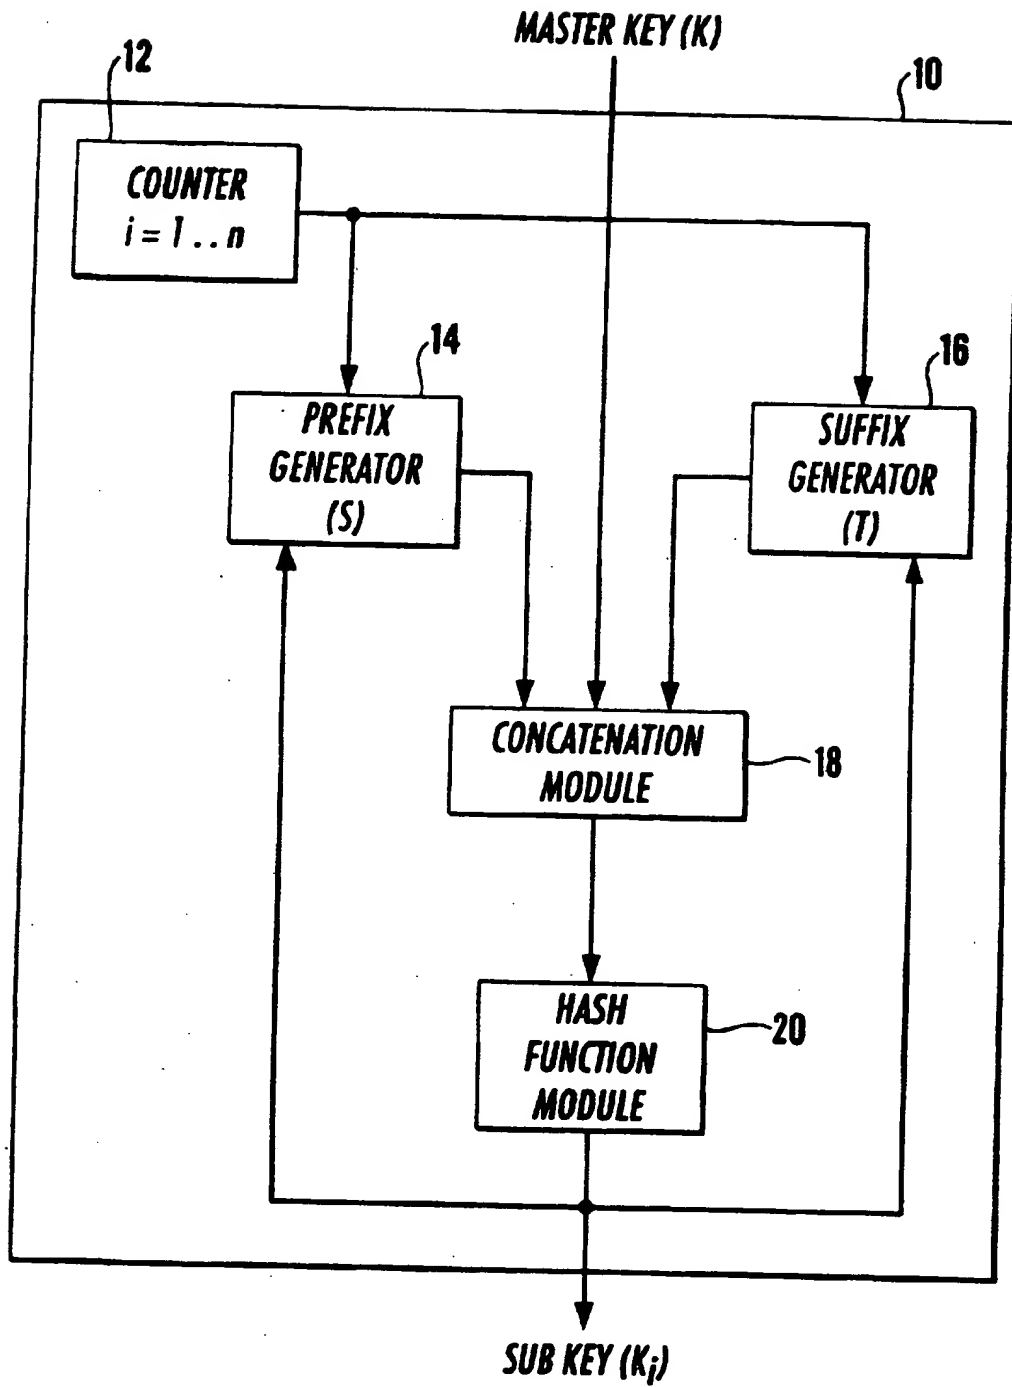 MASTER KEY (K)
12
10
COUNTER
i = 1 . . n
14
16
PREFIX
GENERATOR
(S)
SUFFIX
GENERATOR
(T)
CONCATENATION
MODULE
18
HASH
FUNCTION
MODULE
20
SUB KEY (Ki)